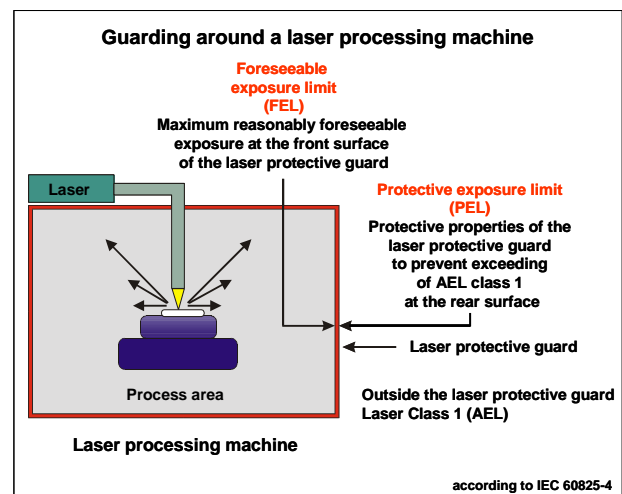 Guarding around a laser processing machine
Foreseeable
exposure limit
(FEL)
Maximum reasonably foreseeable
exposure at the front surface
of the laser protective guard
Laser
Protective exposure limit
(PEL)
Protective properties of the
laser protective guard
to prevent exceeding
of AEL class 1
at the rear surface
Laser protective guard
Process area
Outside the laser protective guard
Laser Class 1 (AEL)
Laser processing machine
according to IEC 60825-4